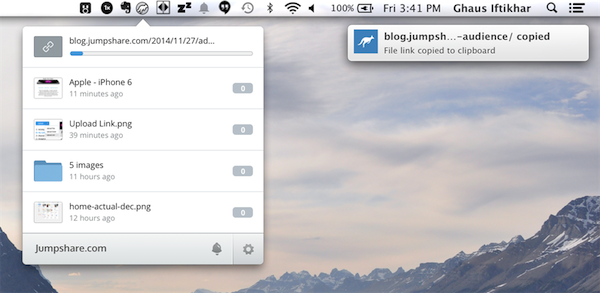 100% Fri 3:41 PM Ghaus Iftikhar
blog.jumpshare.com/2014/11/27/ad...
Apple - iPhone 6
11 minutes ago
0
Upload Link.png
39 minutes ago
0
5 images
11 hours ago
0
home-actual-dec.png
12 hours ago
0
Jumpshare.com
blog.jumpsh...-audience/ copied
File link copied to clipboard